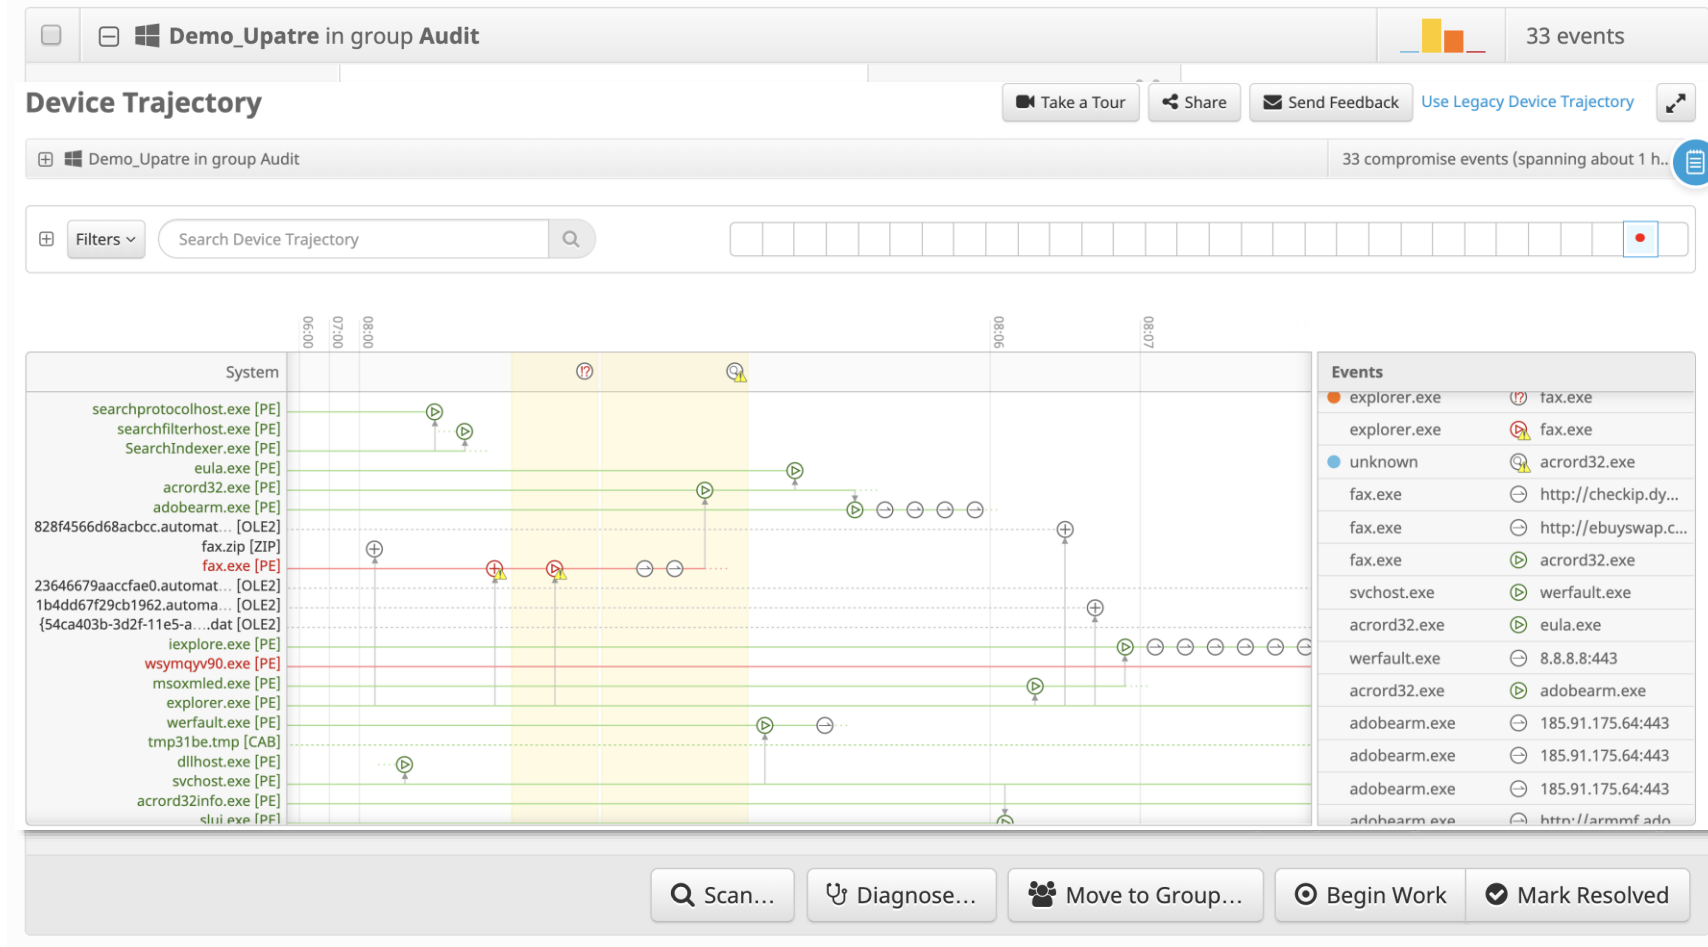 Demo_Upatre in group Audit
33 events
Device Trajectory
Take a Tour
Share
Send Feedback
Use Legacy Device Trajectory
Demo_Upatre in group Audit
33 compromise events (spanning about 1 h...
Filters
Search Device Trajectory
06:00
07:00
08:00
08:06
08:07
System
searchprotocolhost.exe [PE]
searchfilterhost.exe [PE]
SearchIndexer.exe [PE]
eula.exe [PE]
acrord32.exe [PE]
adobearm.exe [PE]
828f4566d68acbcc.automat... [OLE2]
fax.zip [ZIP]
fax.exe [PE]
23646679aaccfae0.automat... [OLE2]
1b4dd67f29cb1962.automa... [OLE2]
{54ca403b-3d2f-11e5-a....dat [OLE2]
iexplore.exe [PE]
wsymqyv90.exe [PE]
msoxmled.exe [PE]
explorer.exe [PE]
werfault.exe [PE]
tmp31be.tmp [CAB]
dllhost.exe [PE]
svchost.exe [PE]
acrord32info.exe [PE]
slui.exe [PE]
Events
explorer.exe fax.exe
explorer.exe fax.exe
unknown acrord32.exe
fax.exe http://checkip.dy...
fax.exe http://ebuyswap.c...
fax.exe acrord32.exe
svchost.exe werfault.exe
acrord32.exe eula.exe
werfault.exe 8.8.8.8:443
acrord32.exe adobearm.exe
adobearm.exe 185.91.175.64:443
adobearm.exe 185.91.175.64:443
adobearm.exe 185.91.175.64:443
adobearm.exe http://armmf.ado
Scan...
Diagnose...
Move to Group...
Begin Work
Mark Resolved